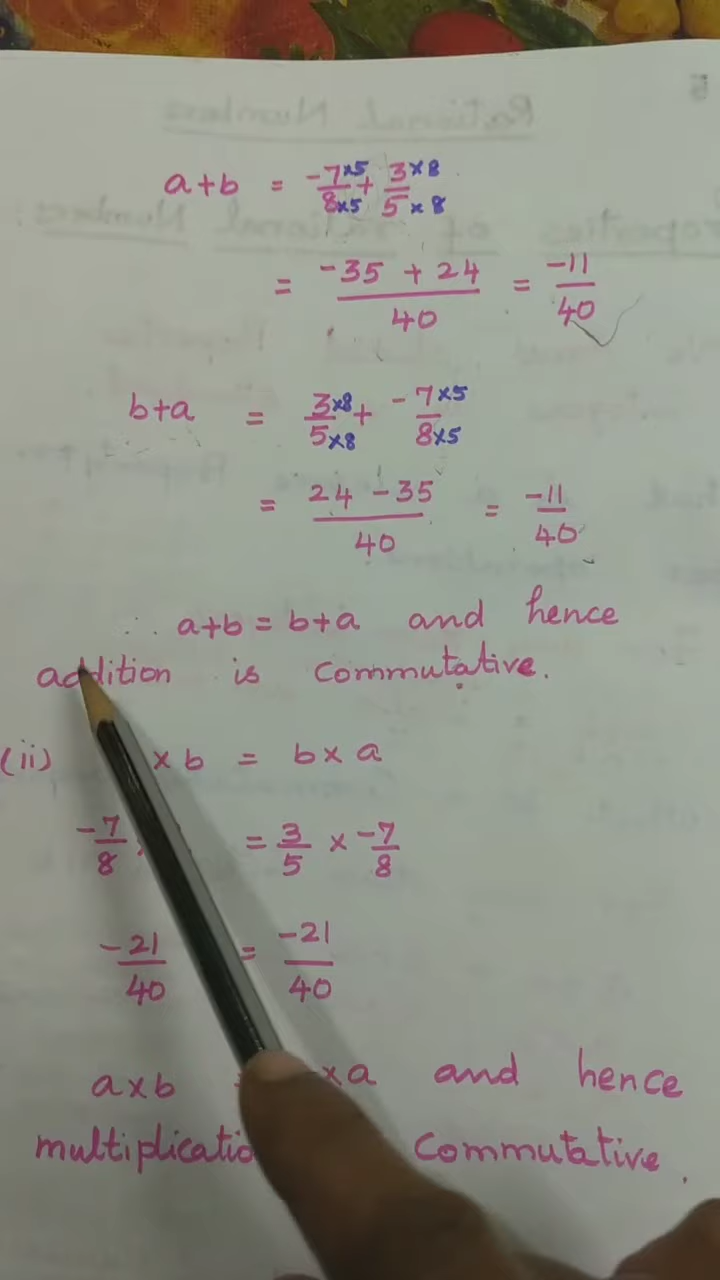 a+b = -7×5/8×5 + 3×8/5×8
= -35 + 24/40 = -11/40
b+a = 3×8/5×8 + -7×5/8×5
= 24 -35/40 = -11/40
∴ a+b = b+a and hence
addition is commutative.
(ii) ×b = b×a
-7/8 = 3/5 × -7/8
-21/40 = -21/40
a×b ×a and hence
multiplicatio commutative.